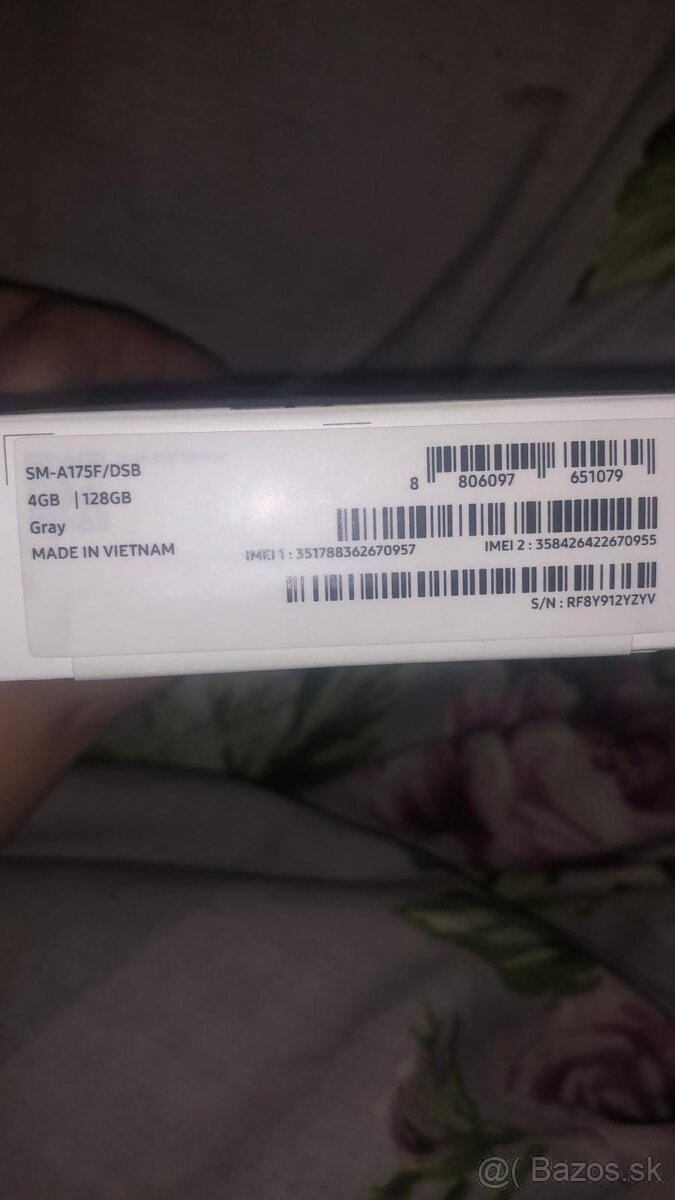 SM-A175F/DSB
4GB | 128GB
Gray
MADE IN VIETNAM
8 806097 651079
IMEI 1 : 351788362670957 IMEI 2 : 358426422670955
S/N : RF8Y912YZYV
@( Bazos.sk